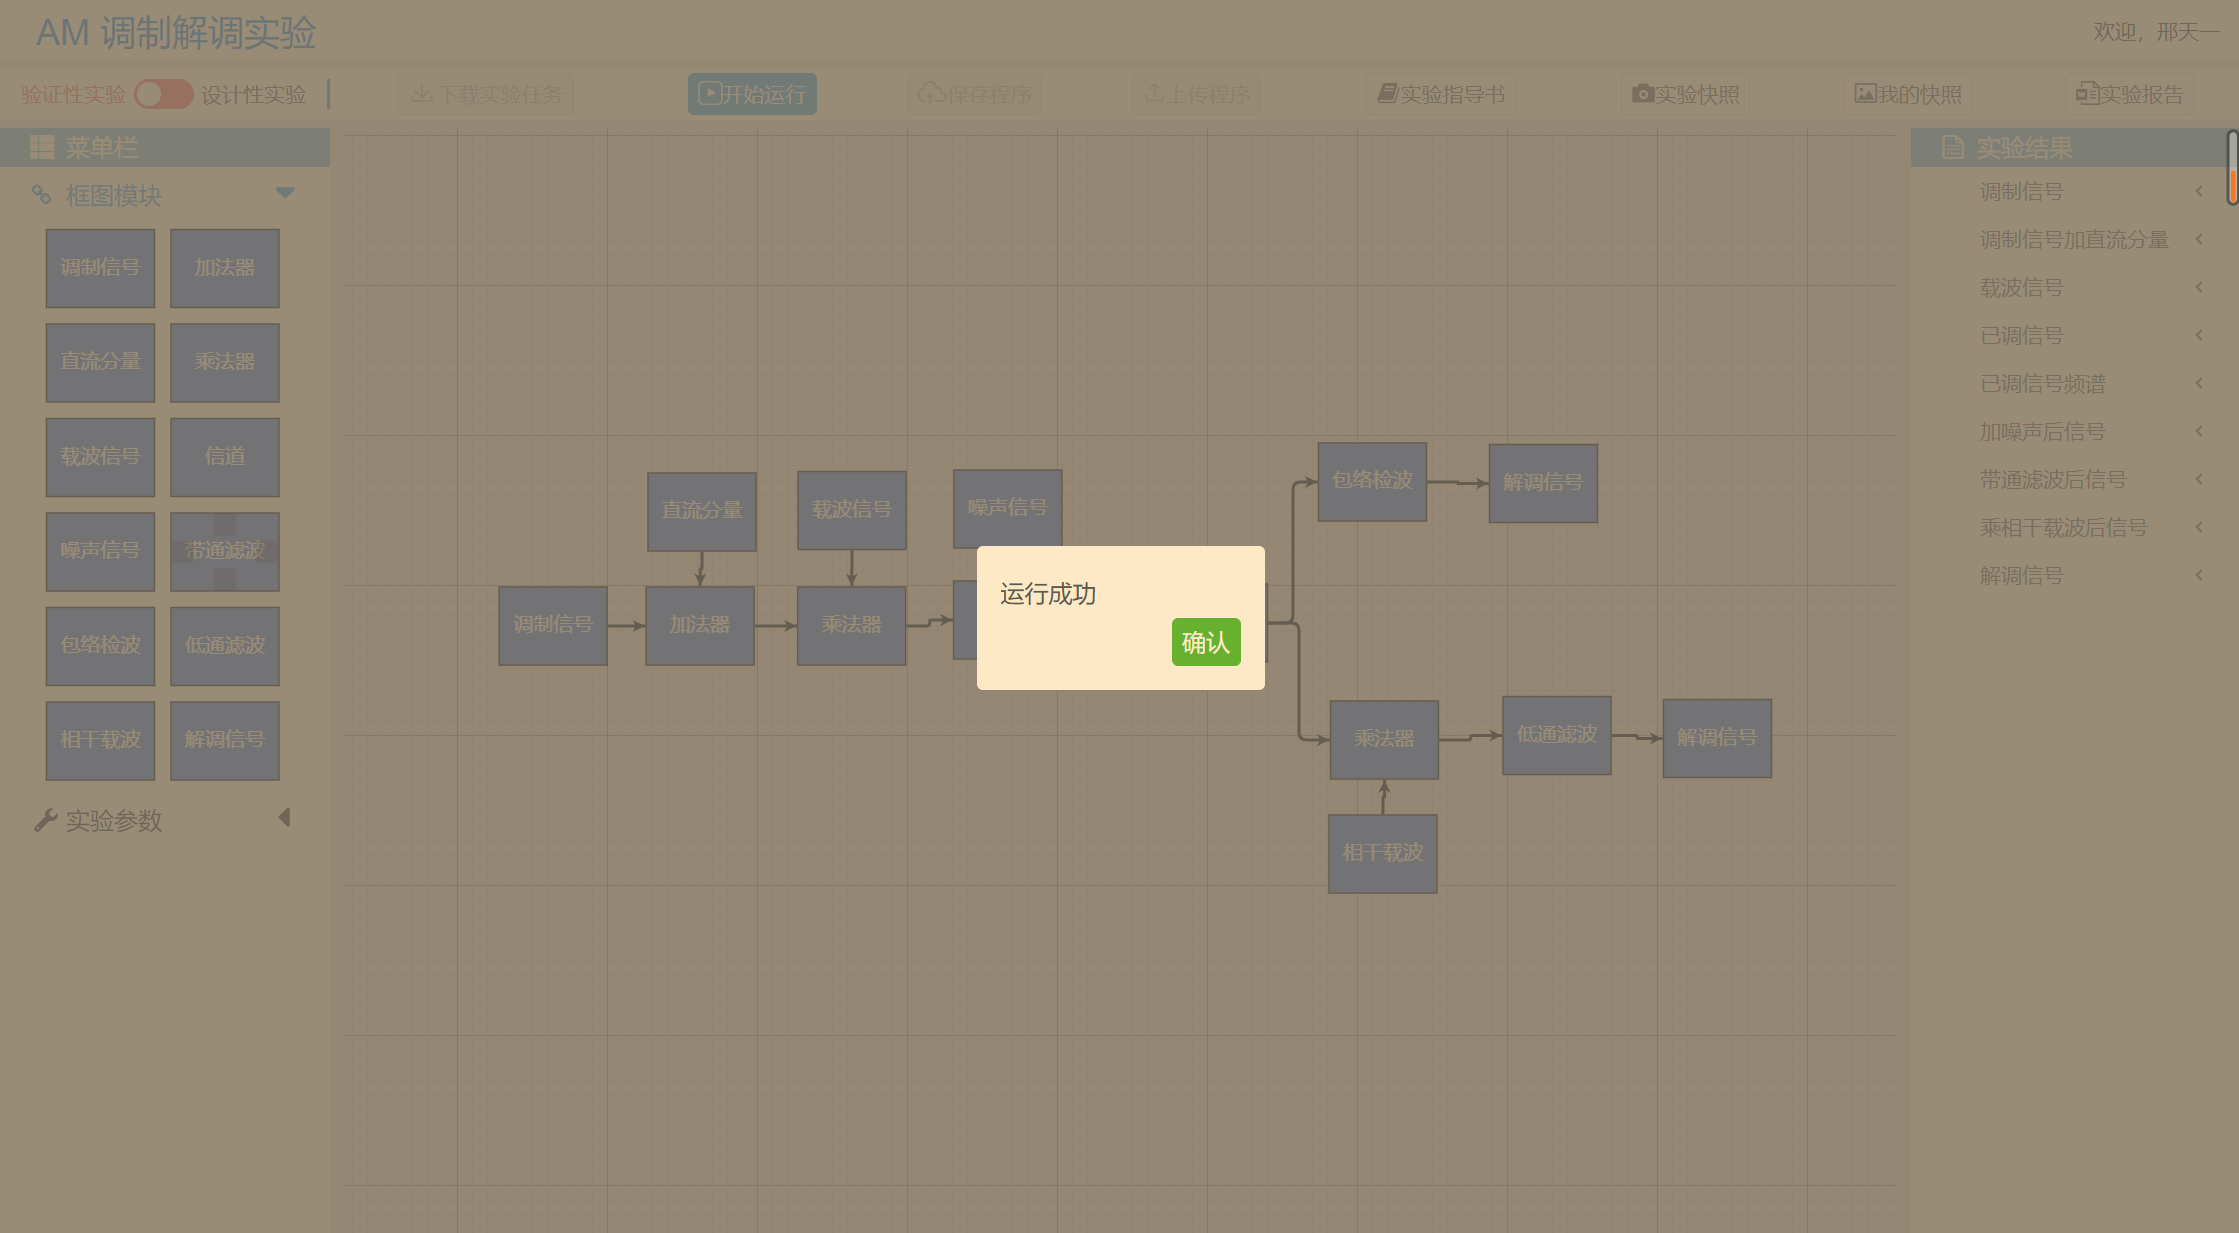 AM 调制解调实验
欢迎，邢天一
验证性实验 设计性实验 下载实验任务 开始运行 保存程序 上传程序 实验指导书 实验快照 我的快照 实验报告
菜单栏
框图模块
调制信号 加法器
直流分量 乘法器
载波信号 信道
噪声信号 带通滤波
包络检波 低通滤波
相干载波 解调信号
实验参数
包络检波 解调信号
直流分量 载波信号 噪声信号
调制信号 加法器 乘法器
运行成功
确认
乘法器 低通滤波 解调信号
相干载波
实验结果
调制信号
调制信号加直流分量
载波信号
已调信号
已调信号频谱
加噪声后信号
带通滤波后信号
乘相干载波后信号
解调信号